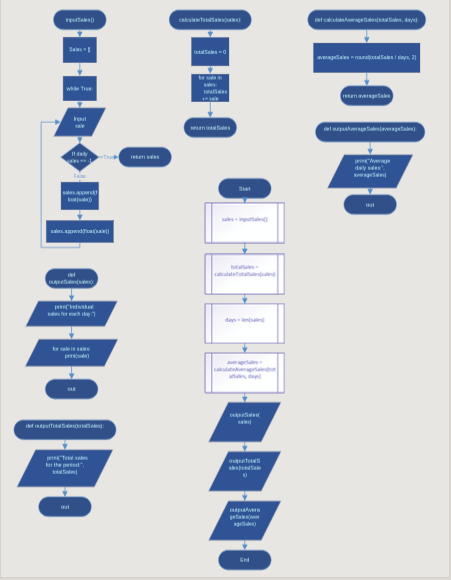 inputSales()
Sales = []
while True:
Input
sale
If daily
sales == -1
True
return sales
False
sales.append(f
loat(sale))
sales.append(float(sale))
def
outputSales(sales):
print("Individual
sales for each day:")
for sale in sales
print(sale)
out
def outputTotalSales(totalSales):
print("Total sales
for the period:",
totalSales)
out
calculateTotalSales(sales)
totalSales = 0
for sale in
sales:
totalSales
+= sale
return totalSales
Start
sales = inputSales()
totalSales =
calculateTotalSales(sales)
days = len(sales)
averageSales =
calculateAverageSales(tot
alSales, days)
outputSales(
sales)
outputTotalS
ales(totalSale
s)
outputAvera
geSales(aver
ageSales)
End
def calculateAverageSales(totalSales, days):
averageSales = round(totalSales / days, 2)
return averageSales
def outputAverageSales(averageSales):
print("Average
daily sales:",
averageSales)
out